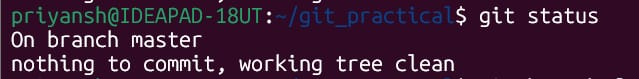 priyansh@IDEAPAD-18UT:~/git_practical$ git status
On branch master
nothing to commit, working tree clean